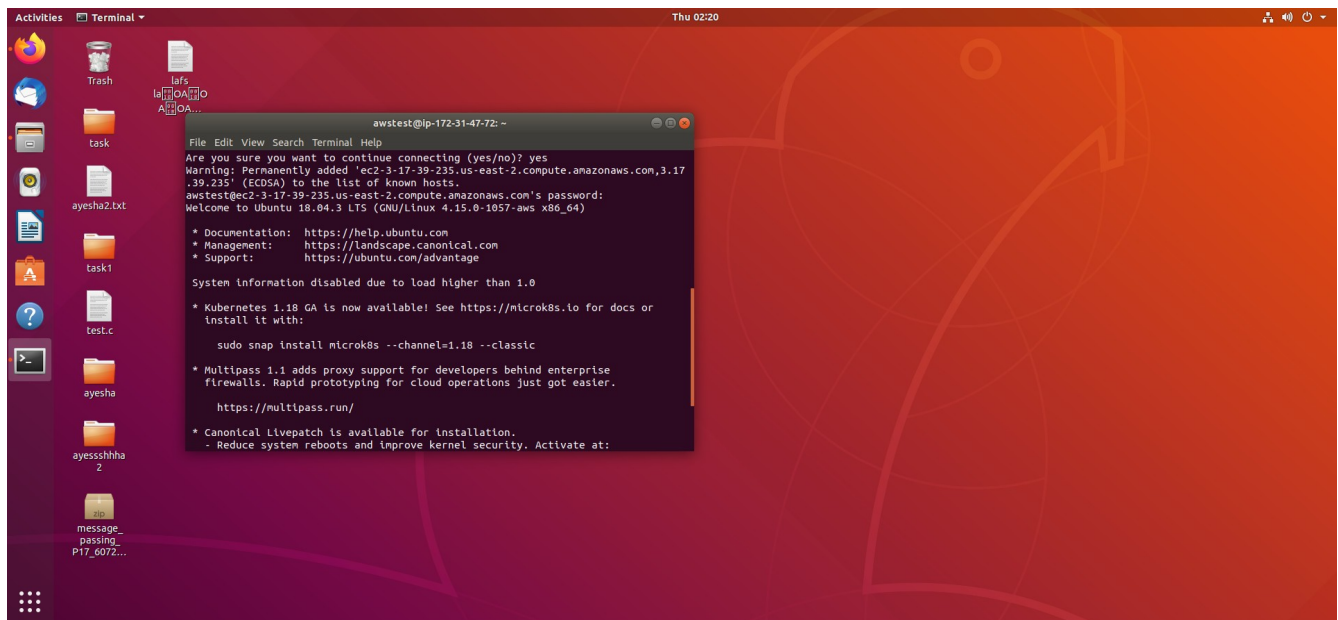 Activities Terminal Thu 02:20
Trash
lafs_
task
ayesha2.txt
task1
test.c
ayesha
ayessshhha
2
zip
message_
passing_
P17_6072...
awstest@ip-172-31-47-72: ~
File Edit View Search Terminal Help
Are you sure you want to continue connecting (yes/no)? yes
Warning: Permanently added 'ec2-3-17-39-235.us-east-2.compute.amazonaws.com,3.17
.39.235' (ECDSA) to the list of known hosts.
awstest@ec2-3-17-39-235.us-east-2.compute.amazonaws.com's password:
Welcome to Ubuntu 18.04.3 LTS (GNU/Linux 4.15.0-1057-aws x86_64)
* Documentation: https://help.ubuntu.com
* Management: https://landscape.canonical.com
* Support: https://ubuntu.com/advantage
System information disabled due to load higher than 1.0
* Kubernetes 1.18 GA is now available! See https://microk8s.io for docs or
install it with:
sudo snap install microk8s --channel=1.18 --classic
* Multipass 1.1 adds proxy support for developers behind enterprise
firewalls. Rapid prototyping for cloud operations just got easier.
https://multipass.run/
* Canonical Livepatch is available for installation.
- Reduce system reboots and improve kernel security. Activate at: